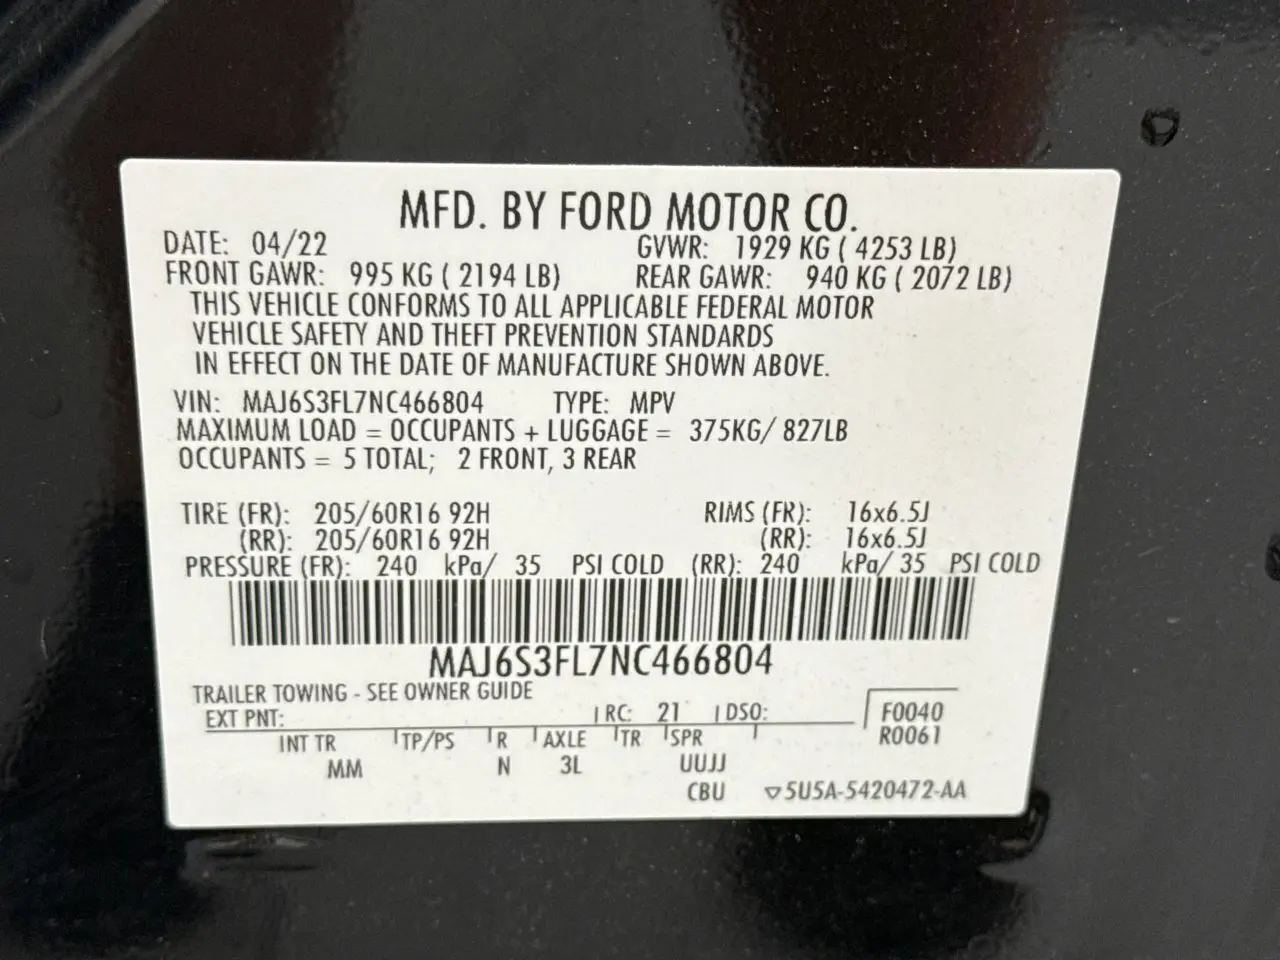 MFD. BY FORD MOTOR CO.
DATE: 04/22 GVWR: 1929 KG ( 4253 LB)
FRONT GAWR: 995 KG ( 2194 LB) REAR GAWR: 940 KG ( 2072 LB)
THIS VEHICLE CONFORMS TO ALL APPLICABLE FEDERAL MOTOR
VEHICLE SAFETY AND THEFT PREVENTION STANDARDS
IN EFFECT ON THE DATE OF MANUFACTURE SHOWN ABOVE.
VIN: MAJ6S3FL7NC466804 TYPE: MPV
MAXIMUM LOAD = OCCUPANTS + LUGGAGE = 375KG/ 827LB
OCCUPANTS = 5 TOTAL; 2 FRONT, 3 REAR
TIRE (FR): 205/60R16 92H RIMS (FR): 16x6.5J
(RR): 205/60R16 92H (RR): 16x6.5J
PRESSURE (FR): 240 kPa/ 35 PSI COLD (RR): 240 kPa/ 35 PSI COLD
MAJ6S3FL7NC466804
TRAILER TOWING - SEE OWNER GUIDE
EXT PNT: RC: 21 DSO: F0040
R0061
INT TR TP/PS R AXLE TR SPR
MM N 3L UUJJ
CBU ▽5U5A-5420472-AA